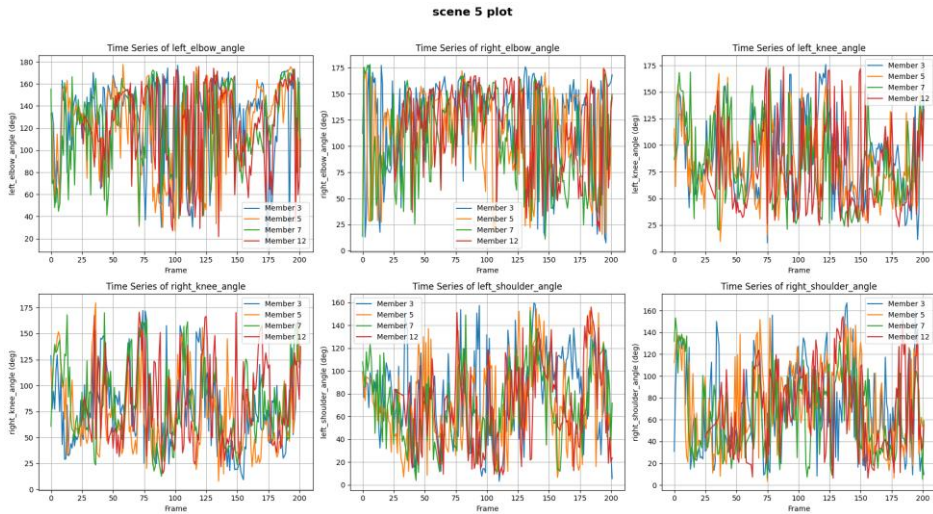 scene 5 plot
Time Series of left_elbow_angle
left_elbow_angle (deg)
180
160
140
120
100
80
60
40
20
0 25 50 75 100 125 150 175 200
Frame
Member 3
Member 5
Member 7
Member 12
Time Series of right_elbow_angle
right_elbow_angle (deg)
175
150
125
100
75
50
25
0
0 25 50 75 100 125 150 175 200
Frame
Member 3
Member 5
Member 7
Member 12
Time Series of left_knee_angle
left_knee_angle (deg)
175
150
125
100
75
50
25
0
0 25 50 75 100 125 150 175 200
Frame
Member 3
Member 5
Member 7
Member 12
Time Series of right_knee_angle
right_knee_angle (deg)
175
150
125
100
75
50
25
0
0 25 50 75 100 125 150 175 200
Frame
Member 3
Member 5
Member 7
Member 12
Time Series of left_shoulder_angle
left_shoulder_angle (deg)
160
140
120
100
80
60
40
20
0
0 25 50 75 100 125 150 175 200
Frame
Member 3
Member 5
Member 7
Member 12
Time Series of right_shoulder_angle
right_shoulder_angle (deg)
160
140
120
100
80
60
40
20
0
0 25 50 75 100 125 150 175 200
Frame
Member 3
Member 5
Member 7
Member 12